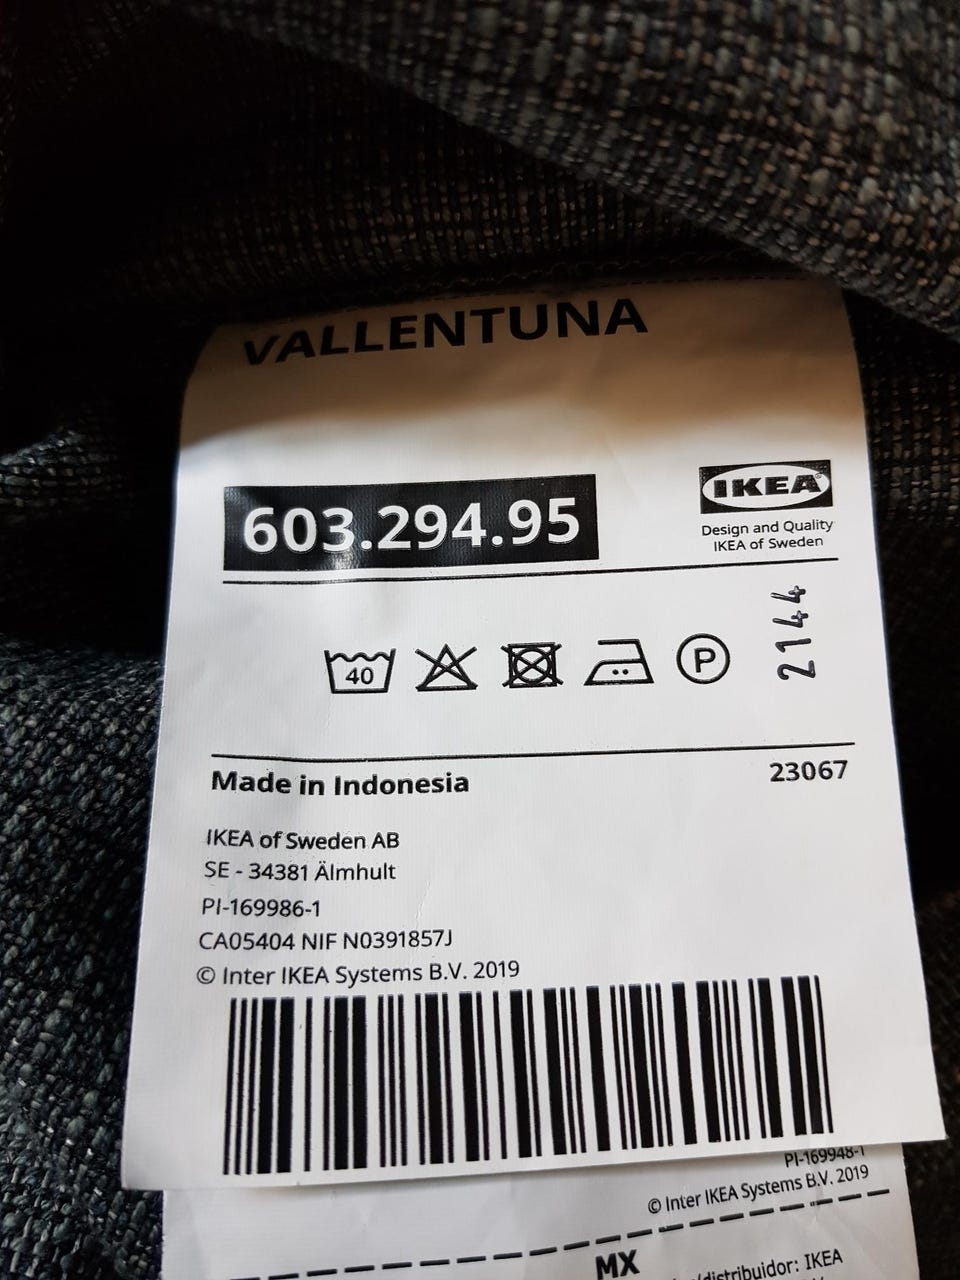 VALLENTUNA
603.294.95
IKEA
Design and Quality
IKEA of Sweden
40
P
2144
Made in Indonesia
23067
IKEA of Sweden AB
SE - 34381 Älmhult
PI-169986-1
CA05404 NIF N0391857J
© Inter IKEA Systems B.V. 2019
PI-169948-1
© Inter IKEA Systems B.V. 2019
MX
/distribuidor: IKEA